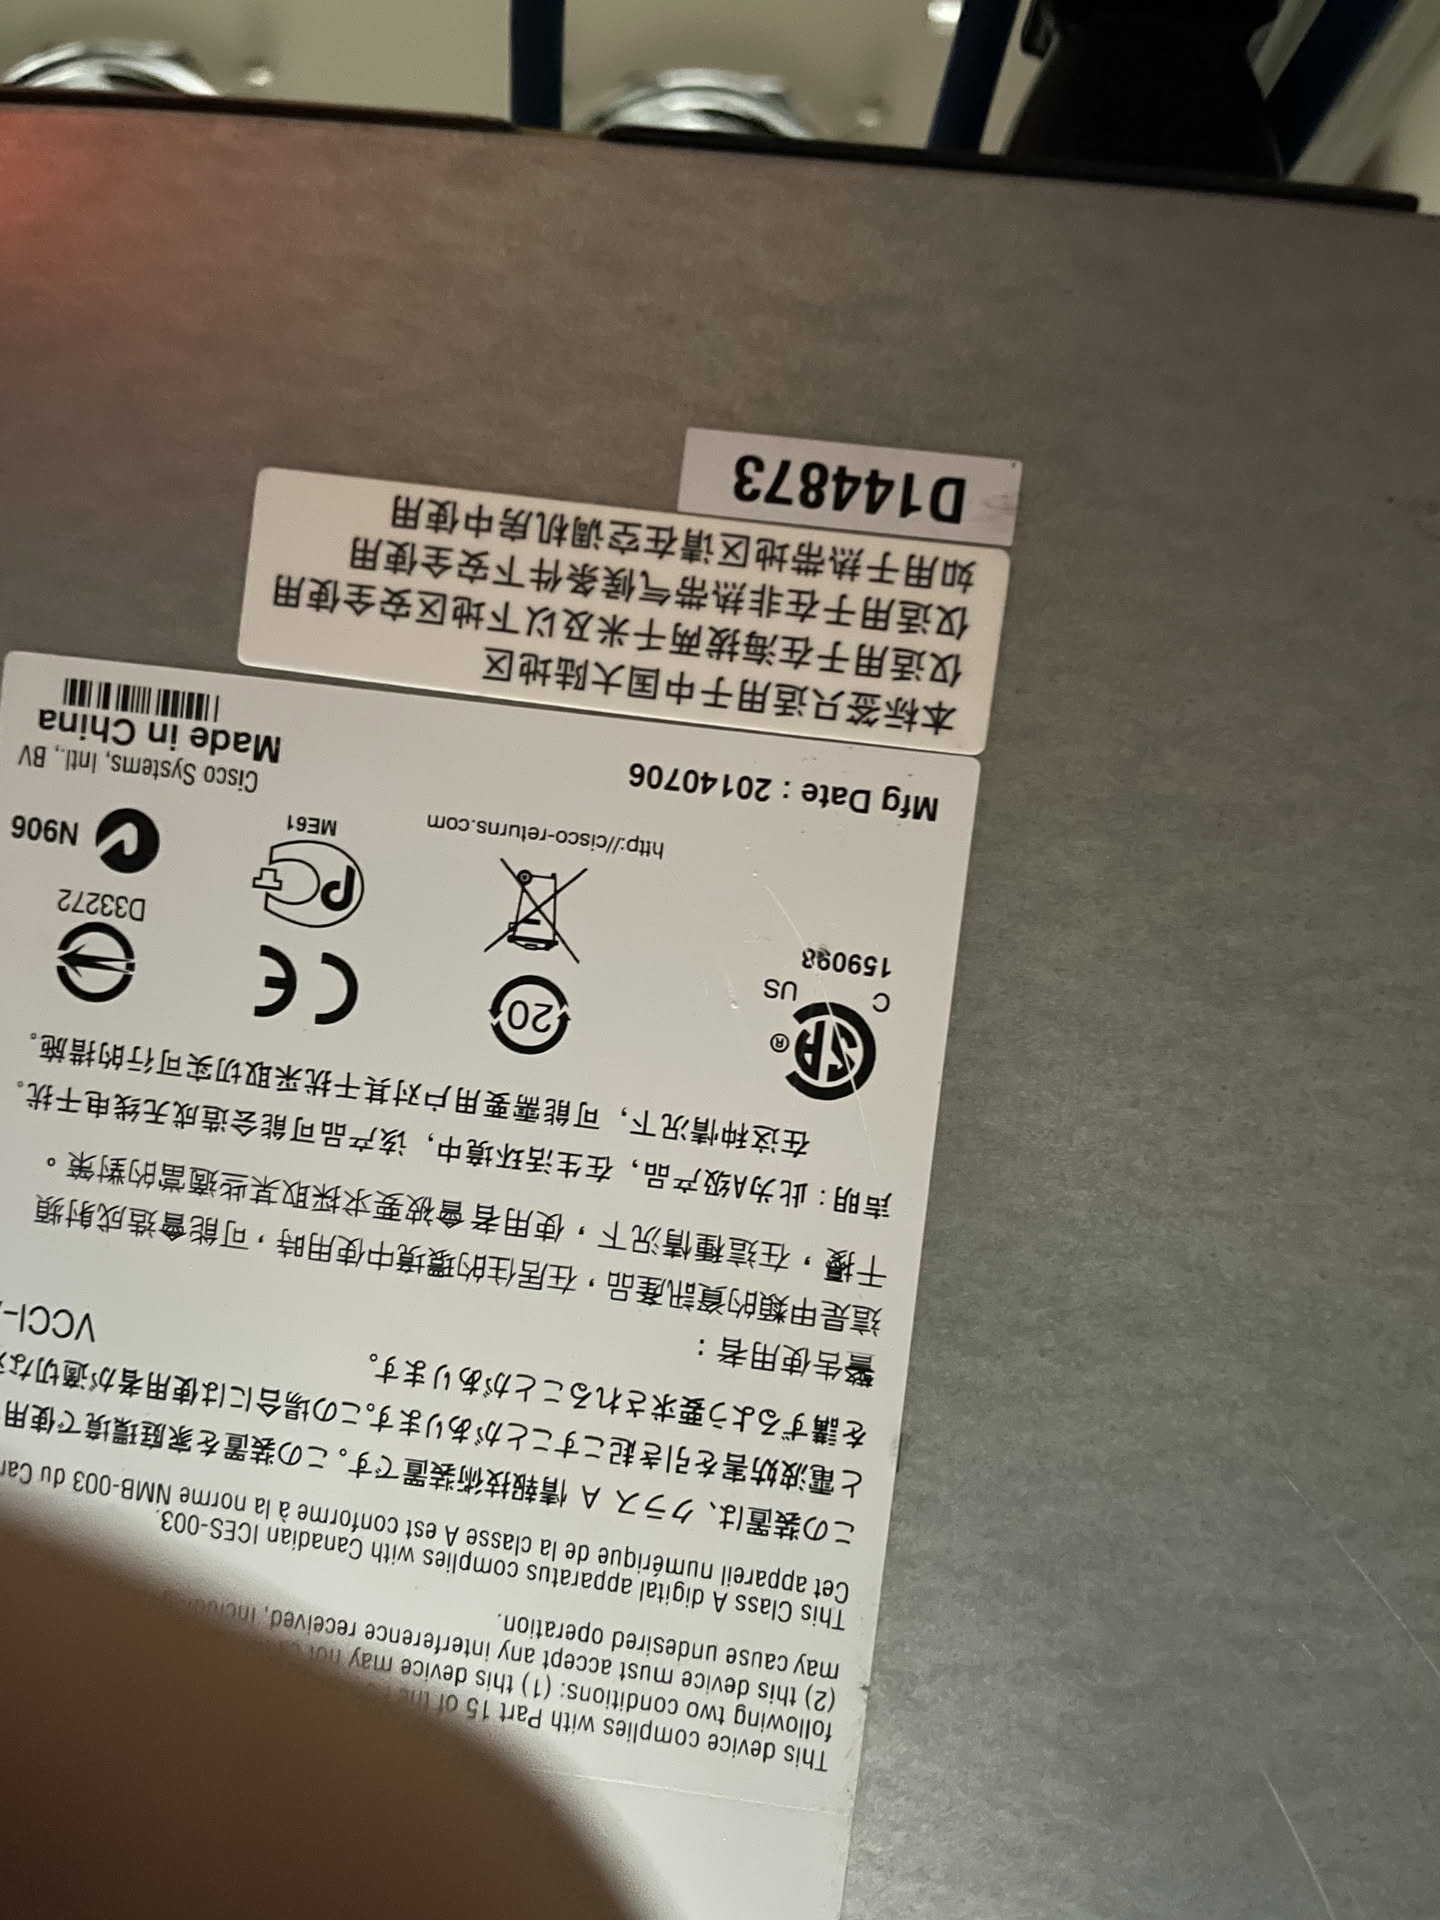 This device complies with Part 15 of the
following two conditions: (1) this device may not
(2) this device must accept any interference received,
may cause undesired operation.
This Class A digital apparatus complies with Canadian ICES-003.
Cet appareil numérique de la classe A est conforme à la norme NMB-003 du
この装置は、クラス A 情報技術装置です。この装置を家庭環境で使用
と電波妨害を引き起こすことがあります。この場合には使用者が適切な
を講ずるよう要求されることがあります。
VCCI-
警告使用者：
這是甲類的資訊產品，在居住的環境中使用時，可能會造成射頻
干擾，在這種情況下，使用者會被要求採取某些適當的對策。
声明：此为A级产品，在生活环境中，该产品可能会造成无线电干扰。
在这种情况下，可能需要用户对其干扰采取切实可行的措施。
SA ®
C US
159098
20
http://cisco-returns.com
CE
PC
ME61
D33272
N906
Mfg Date : 20140706
Cisco Systems, Intl., BV
Made in China
本标签只适用于中国大陆地区
仅适用于在海拔两千米及以下地区安全使用
仅适用于在非热带气候条件下安全使用
如用于热带地区请在空调机房中使用
D144873